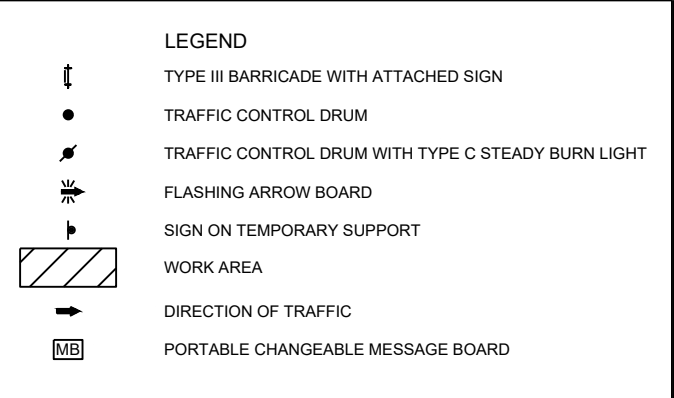 LEGEND
TYPE III BARRICADE WITH ATTACHED SIGN
TRAFFIC CONTROL DRUM
TRAFFIC CONTROL DRUM WITH TYPE C STEADY BURN LIGHT
FLASHING ARROW BOARD
SIGN ON TEMPORARY SUPPORT
WORK AREA
DIRECTION OF TRAFFIC
MB PORTABLE CHANGEABLE MESSAGE BOARD